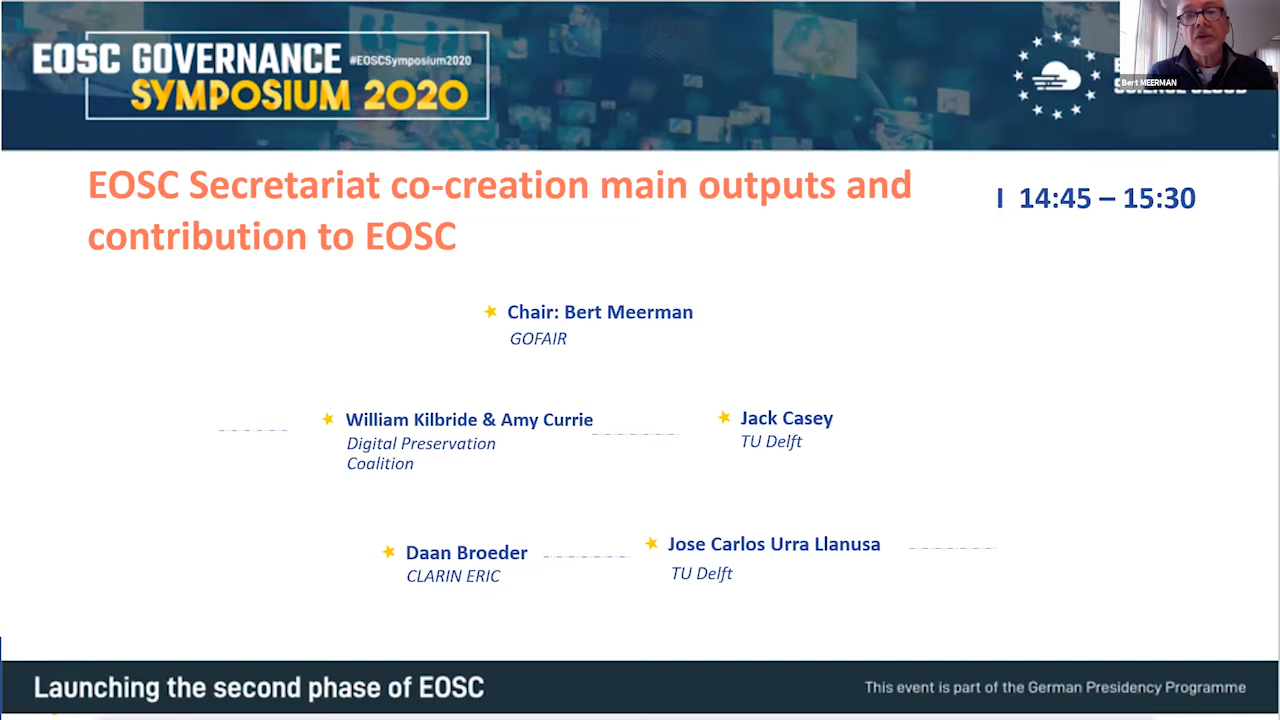 EOSC GOVERNANCE #EOSCSymposium2020
SYMPOSIUM 2020
Bert MEERMAN
SCIENCE CLOUD
EOSC Secretariat co-creation main outputs and
contribution to EOSC
I 14:45 – 15:30
Chair: Bert Meerman
GOFAIR
William Kilbride & Amy Currie
Digital Preservation
Coalition
Jack Casey
TU Delft
Daan Broeder
CLARIN ERIC
Jose Carlos Urra Llanusa
TU Delft
Launching the second phase of EOSC
This event is part of the German Presidency Programme